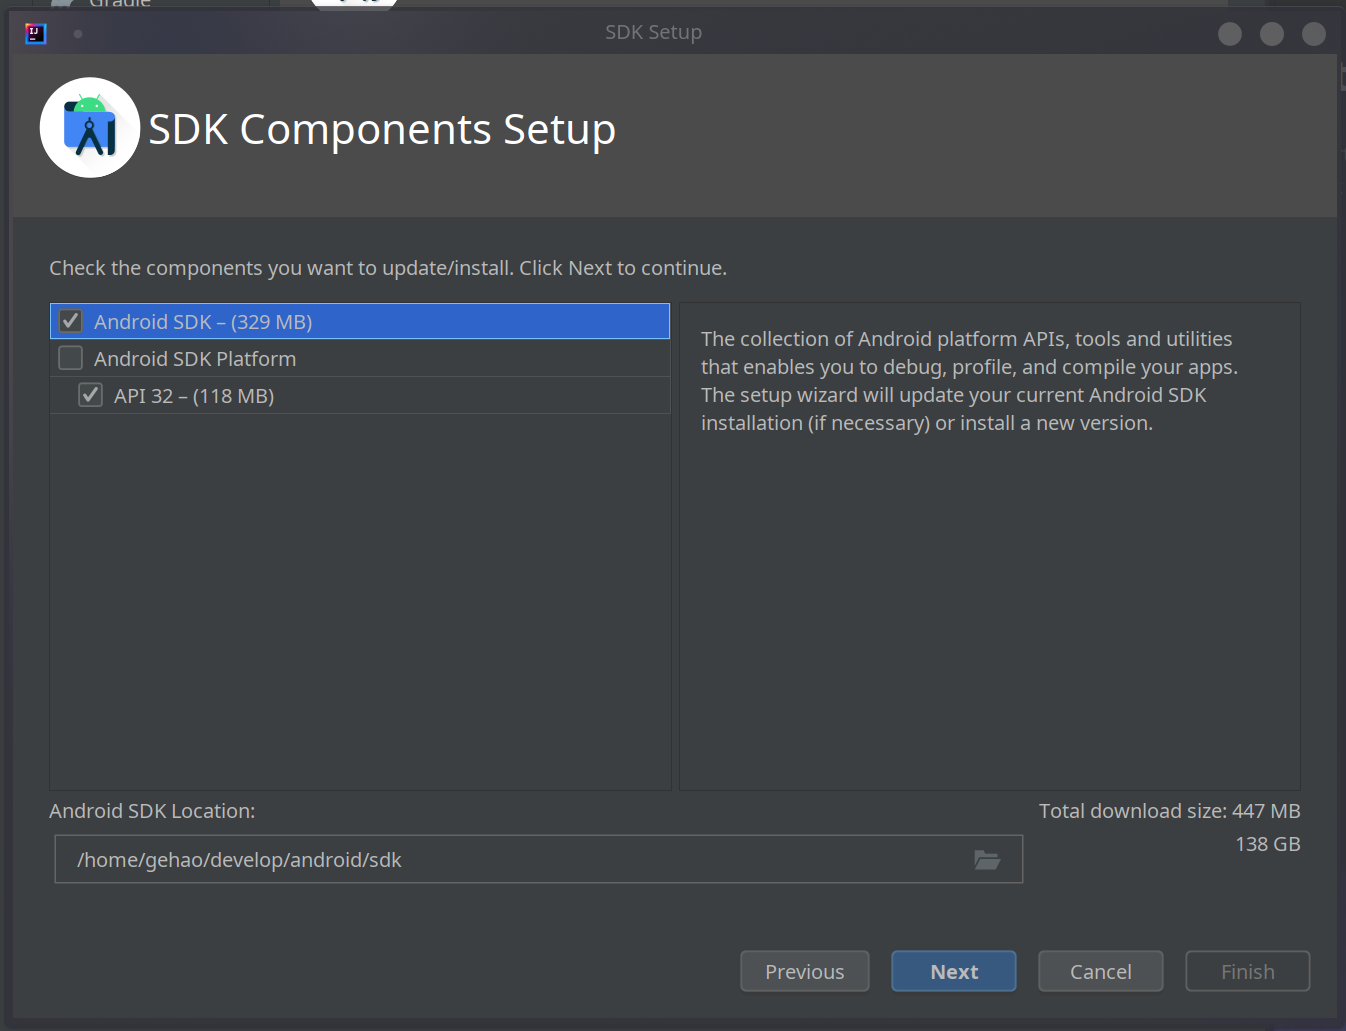 Gradle
IJ
SDK Setup
SDK Components Setup
Check the components you want to update/install. Click Next to continue.
Android SDK – (329 MB)
Android SDK Platform
API 32 – (118 MB)
The collection of Android platform APIs, tools and utilities
that enables you to debug, profile, and compile your apps.
The setup wizard will update your current Android SDK
installation (if necessary) or install a new version.
Android SDK Location:
Total download size: 447 MB
138 GB
/home/gehao/develop/android/sdk
Previous
Next
Cancel
Finish